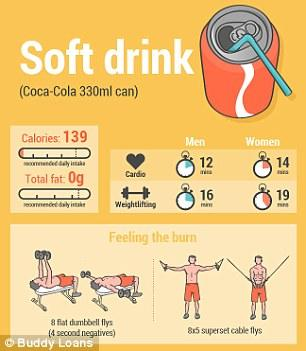 Soft drink
(Coca-Cola 330ml can)
Calories: 139
recommended daily intake
Total fat: 0g
recommended daily intake
Men Women
Cardio 12 mins 14 mins
Weightlifting 16 mins 19 mins
Feeling the burn
8 flat dumbbell flys
(4 second negatives)
8x5 superset cable flys
© Buddy Loans